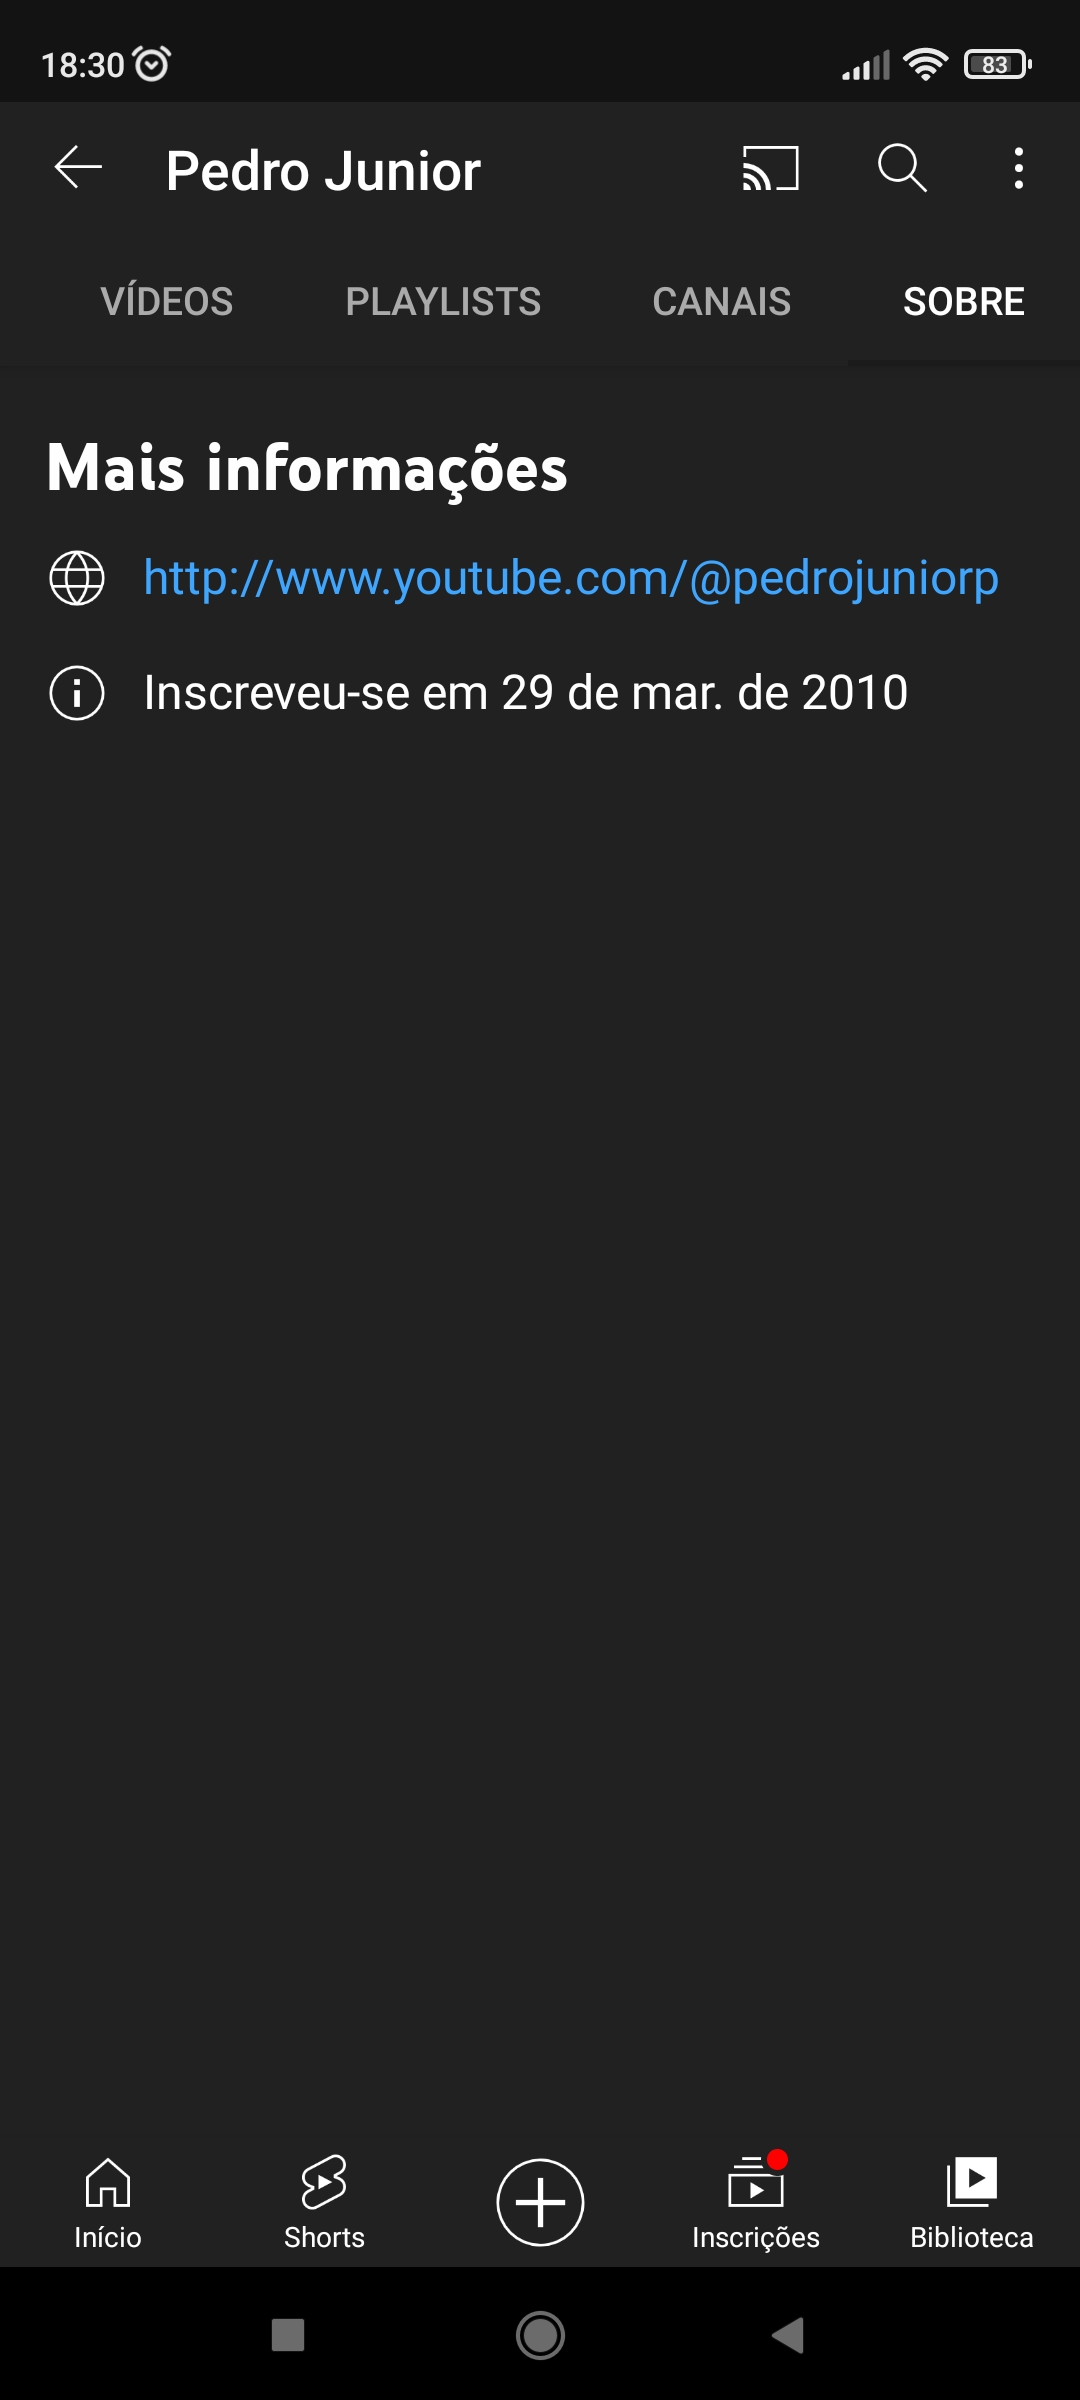 18:30
83
Pedro Junior
VÍDEOS PLAYLISTS CANAIS SOBRE
Mais informações
http://www.youtube.com/@pedrojuniorp
Inscreveu-se em 29 de mar. de 2010
Início Shorts Inscrições Biblioteca